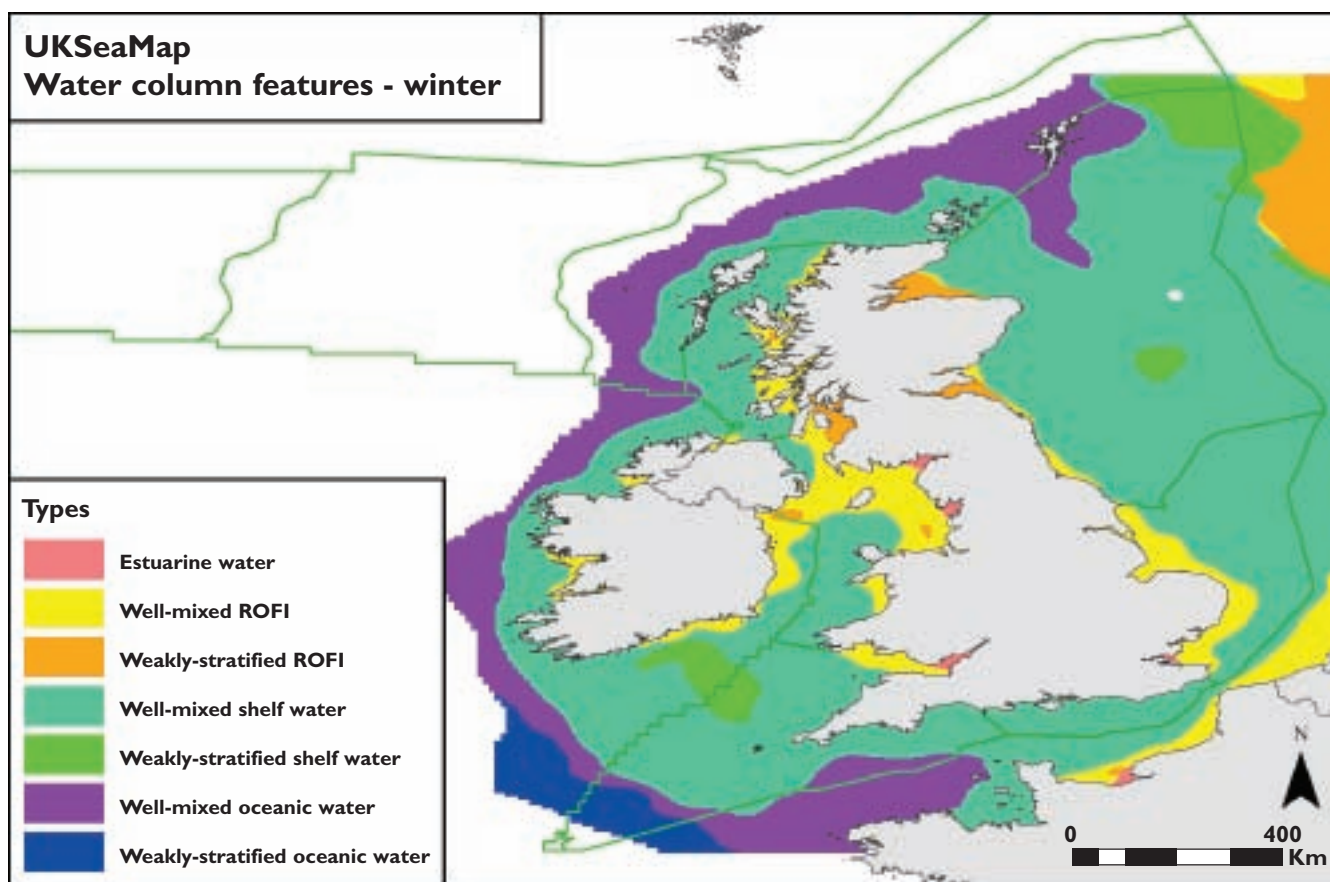 UKSeaMap
Water column features - winter
Types
Estuarine water
Well-mixed ROFI
Weakly-stratified ROFI
Well-mixed shelf water
Weakly-stratified shelf water
Well-mixed oceanic water
Weakly-stratified oceanic water
N
0 400
Km